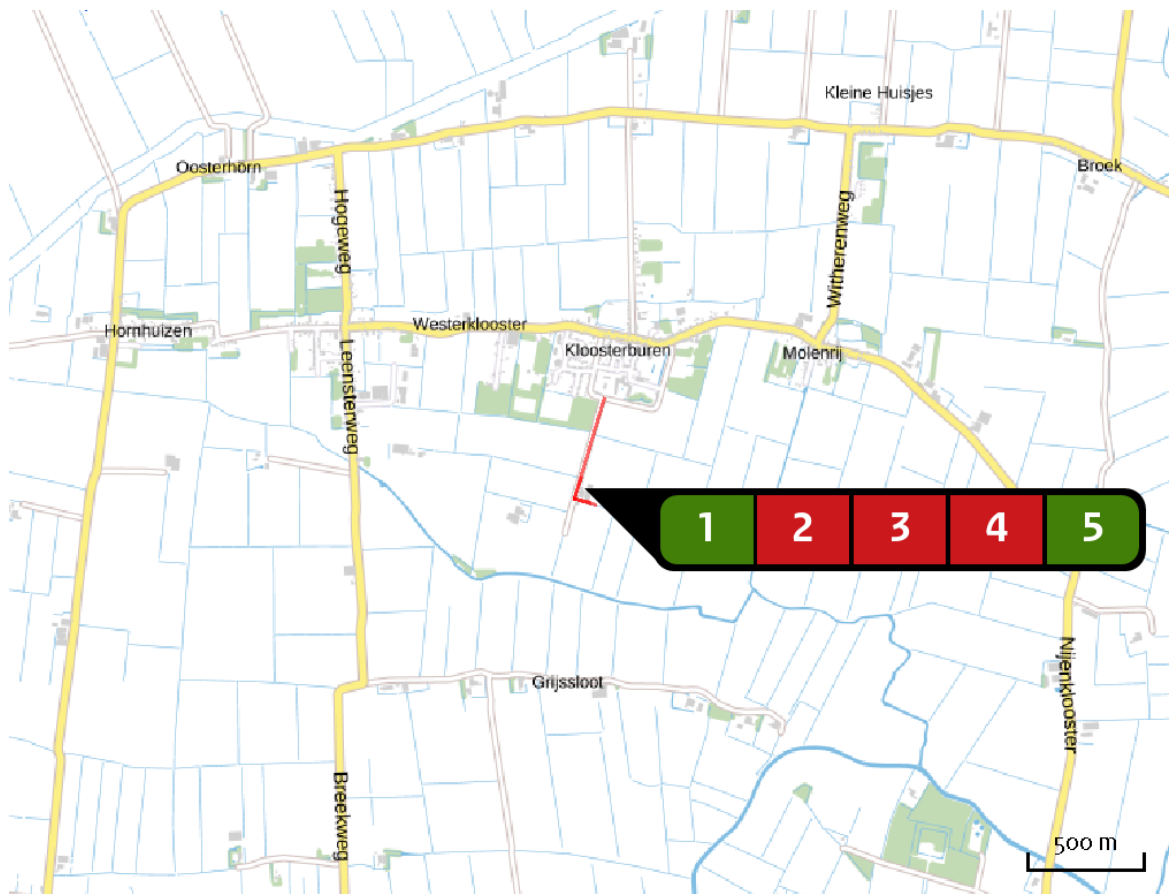 Kleine Huisjes
Oosterhorn
Broek
Hogeweg
Witherenweg
Hornhuizen
Westerklooster
Kloosterburen
Molenrij
Leensterweg
1 2 3 4 5
Grijssloot
Nijenklooster
Breekweg
500 m